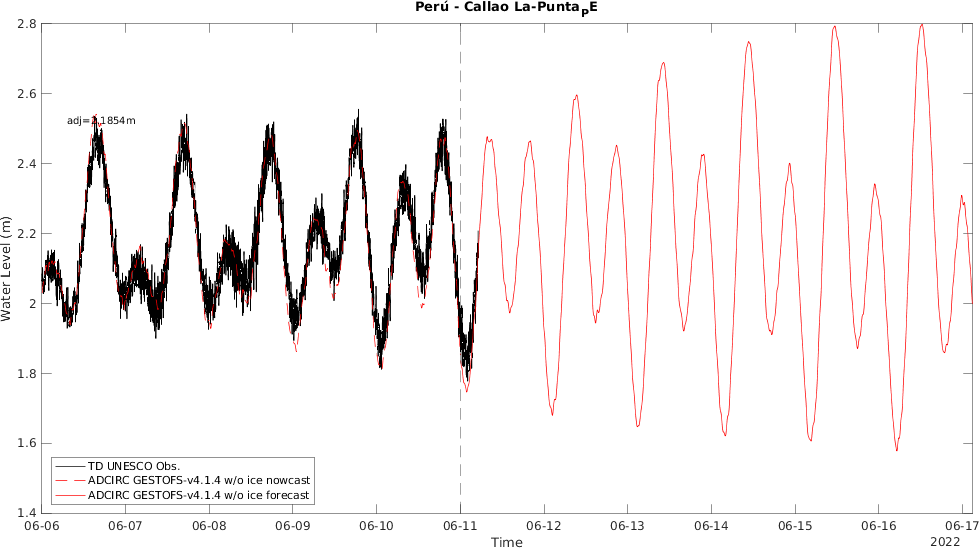 Perú - Callao La-PuntaPE
2.8
2.6
2.4
2.2
2
1.8
1.6
1.4
Water Level (m)
adj=2.1854m
TD UNESCO Obs.
ADCIRC GESTOFS-v4.1.4 w/o ice nowcast
ADCIRC GESTOFS-v4.1.4 w/o ice forecast
06-06 06-07 06-08 06-09 06-10 06-11 06-12 06-13 06-14 06-15 06-16 06-17
Time
2022